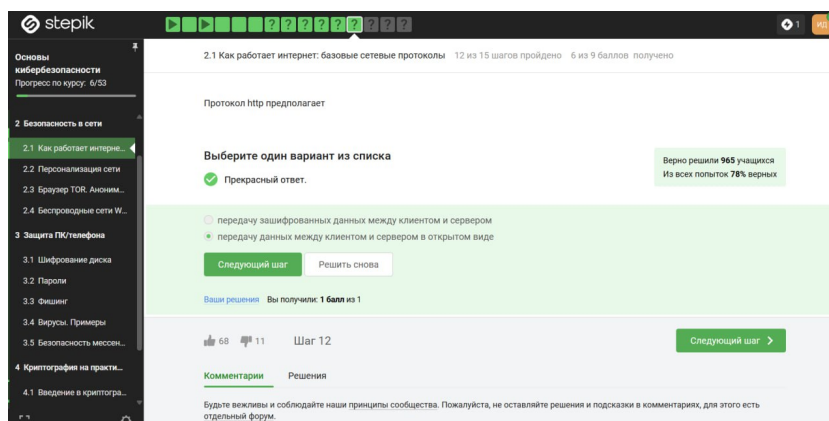 stepik
? ? ? ? ? ? ? ? ? ?
1
ид
Основы
кибербезопасности
Прогресс по курсу: 6/53
2 Безопасность в сети
2.1 Как работает интерне...
2.2 Персонализация сети
2.3 Браузер TOR. Аноним...
2.4 Беспроводные сети W...
3 Защита ПК/телефона
3.1 Шифрование диска
3.2 Пароли
3.3 Фишинг
3.4 Вирусы. Примеры
3.5 Безопасность мессен...
4 Криптография на практи...
4.1 Введение в криптогра...
2.1 Как работает интернет: базовые сетевые протоколы 12 из 15 шагов пройдено 6 из 9 баллов получено
Протокол http предполагает
Выберите один вариант из списка
Прекрасный ответ.
Верно решили 965 учащихся
Из всех попыток 78% верных
передачу зашифрованных данных между клиентом и сервером
передачу данных между клиентом и сервером в открытом виде
Следующий шаг Решить снова
Ваши решения Вы получили: 1 балл из 1
68 11 Шаг 12 Следующий шаг
Комментарии Решения
Будьте вежливы и соблюдайте наши принципы сообщества. Пожалуйста, не оставляйте решения и подсказки в комментариях, для этого есть
отдельный форум.